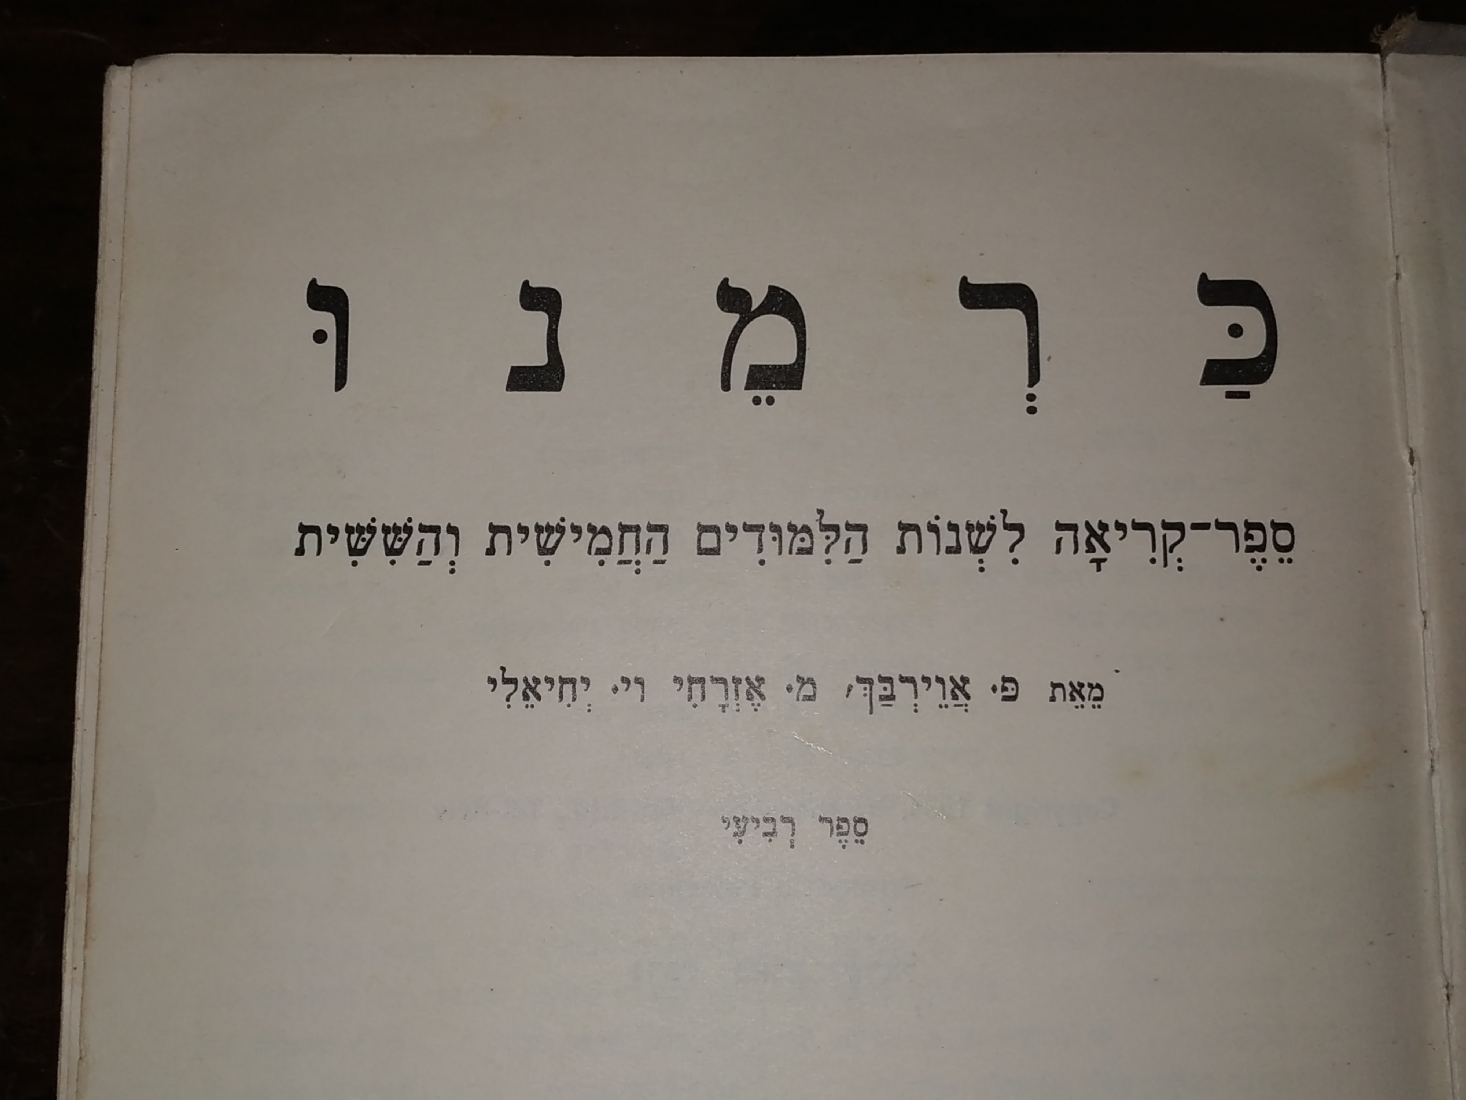 כַּרְמֵנוּ
סֵפֶר־קְרִיאָה לִשְׁנוֹת הַלִּמּוּדִים הַחֲמִישִׁית וְהַשִּׁשִּׁית
מֵאֵת פּ. אֲוֵירְבַּךְ, מ. אֶזְרָחִי וי. יְחִיאֵלִי
סֵפֶר רְבִיעִי